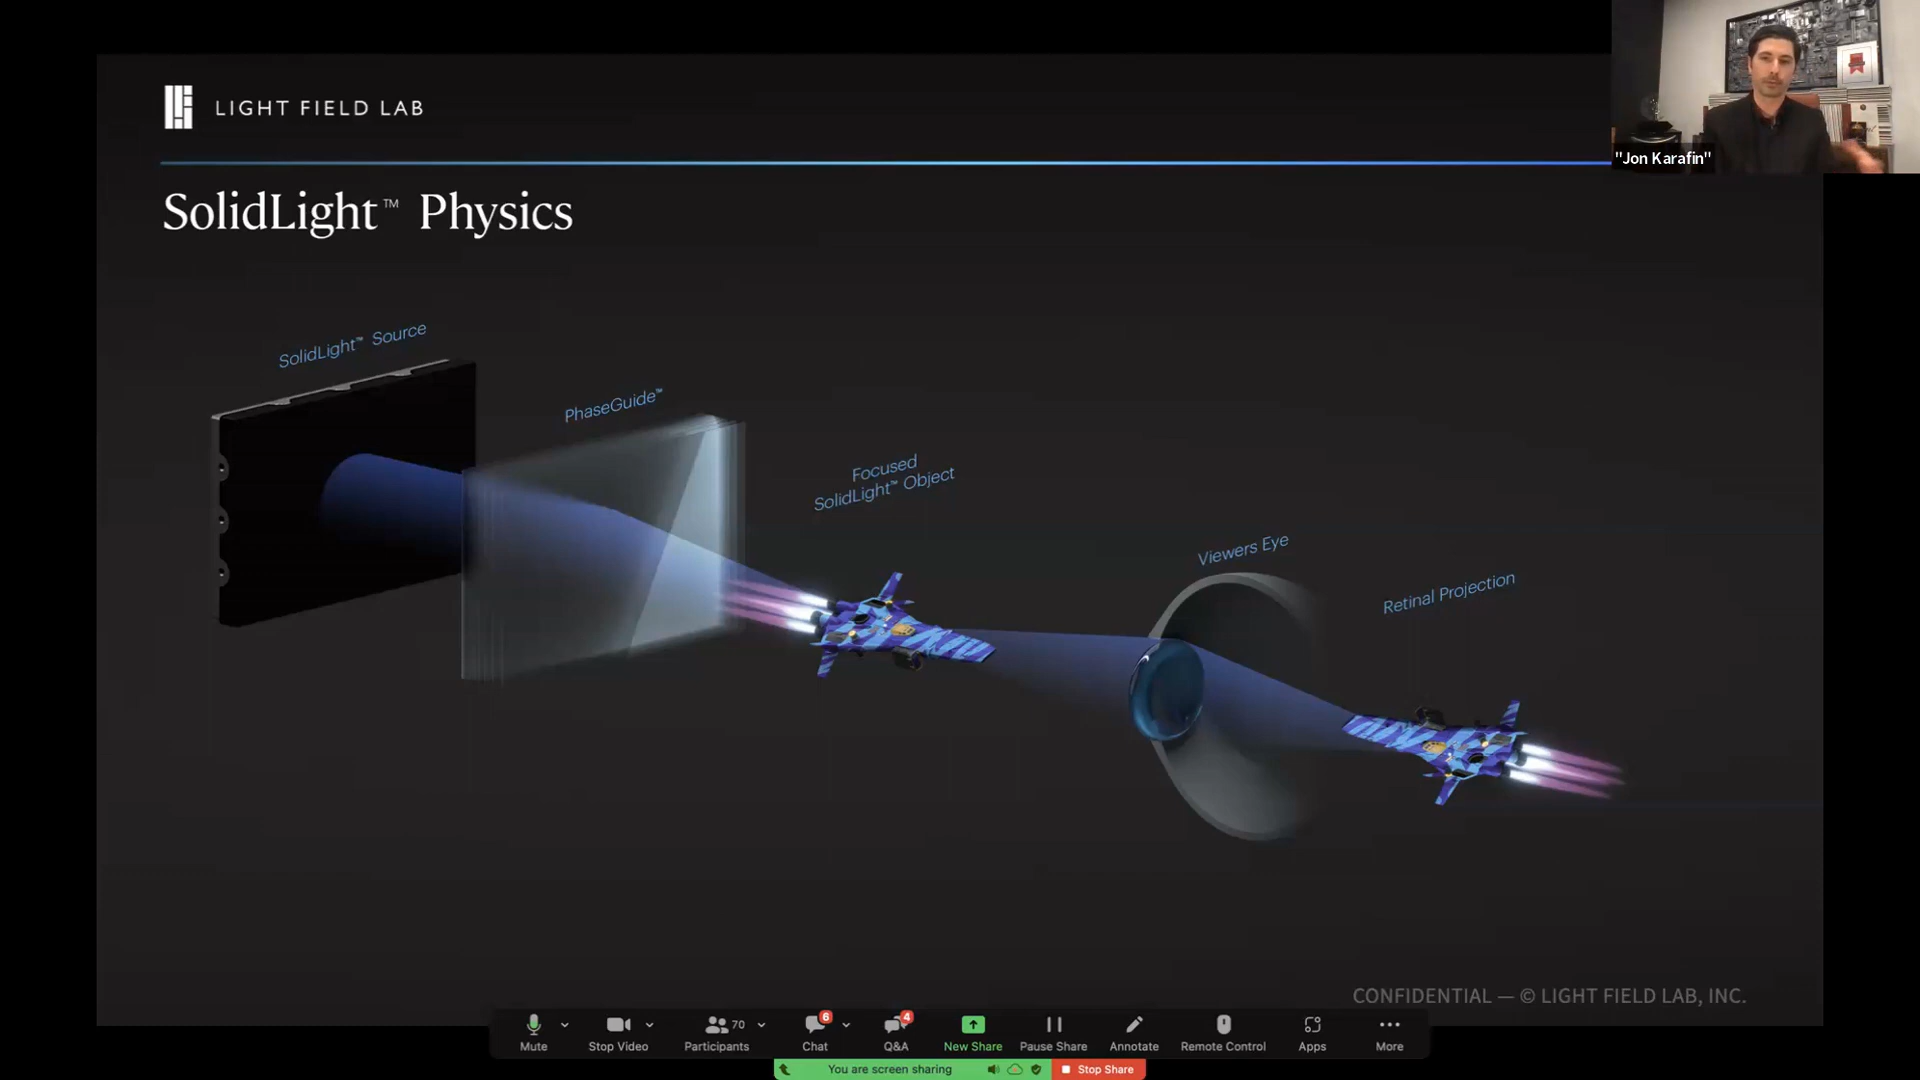 LIGHT FIELD LAB
"Jon Karafin"
SolidLight™ Physics
SolidLight™ Source
PhaseGuide™
Focused
SolidLight™ Object
Viewers Eye
Retinal Projection
CONFIDENTIAL — © LIGHT FIELD LAB, INC.
70
6
4
Mute
Stop Video
Participants
Chat
Q&A
New Share
Pause Share
Annotate
Remote Control
Apps
More
You are screen sharing
Stop Share